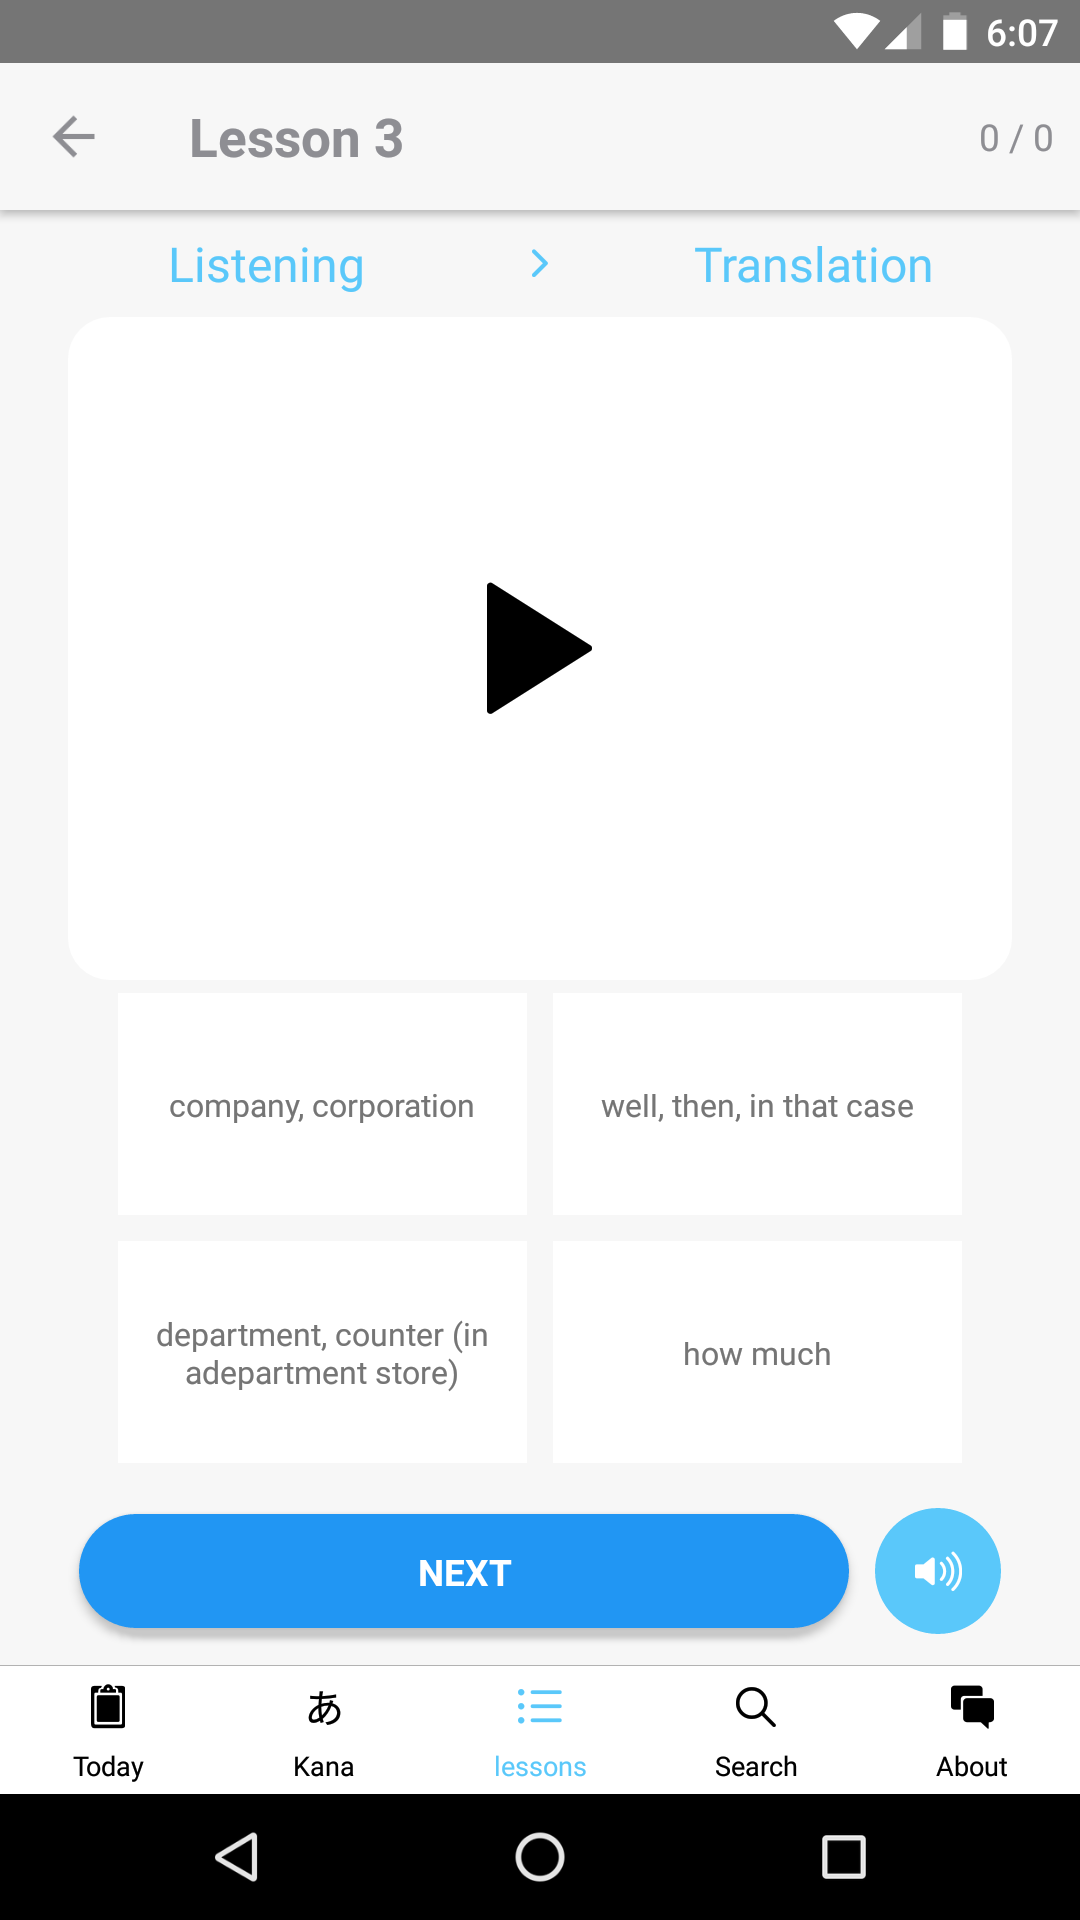 6:07
Lesson 3
0 / 0
Listening
Translation
company, corporation
well, then, in that case
department, counter (in
adepartment store)
how much
NEXT
あ
Today
Kana
lessons
Search
About